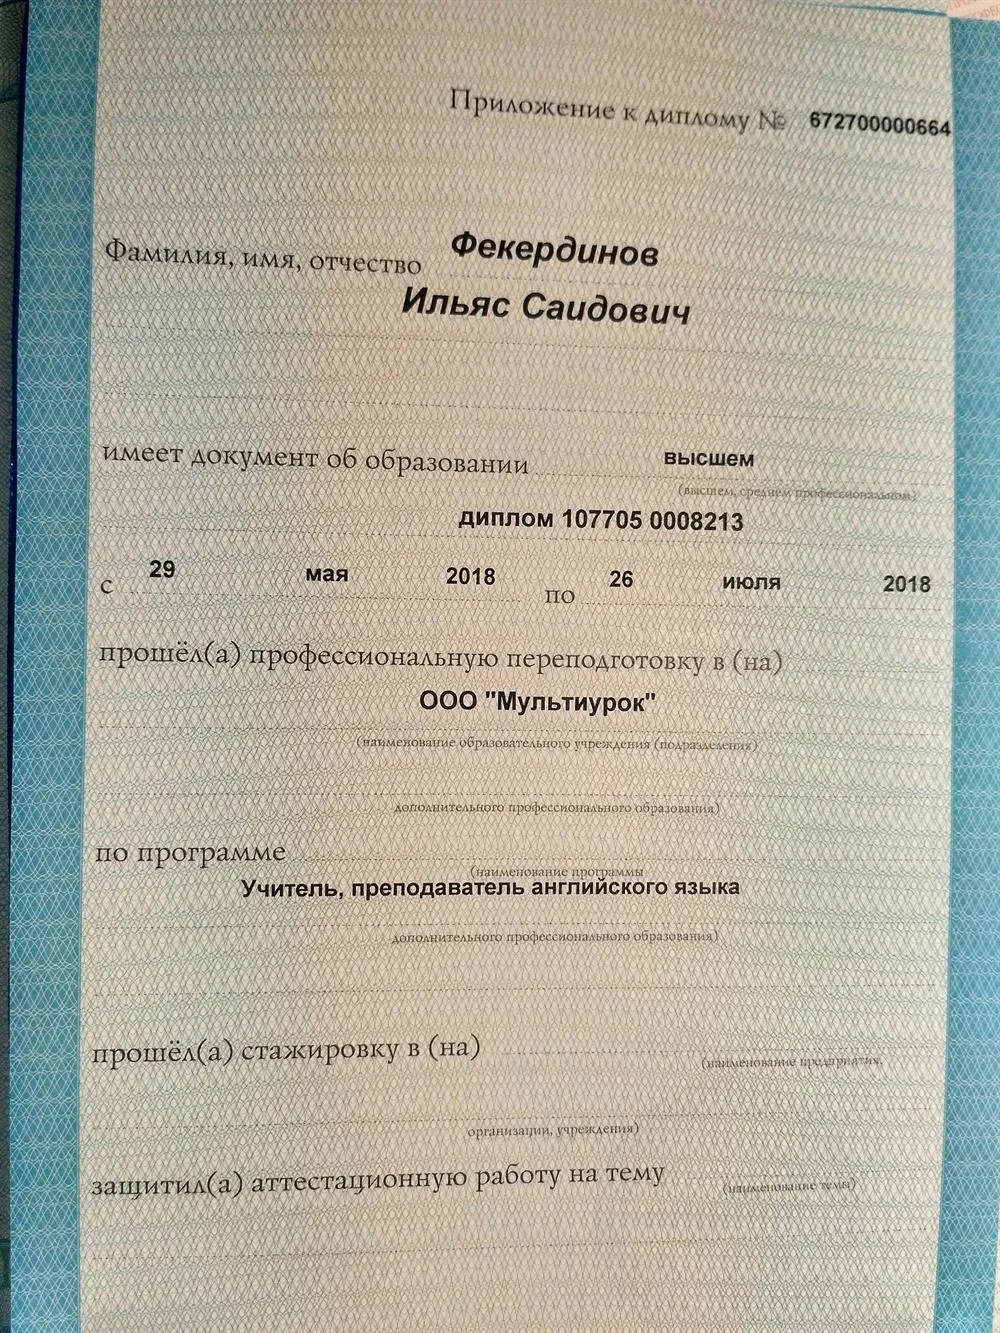 Приложение к диплому № 672700000664
Фамилия, имя, отчество Фекердинов
Ильяс Саидович
имеет документ об образовании высшем
(высшем, среднем профессиональном)
диплом 107705 0008213
с 29 мая 2018 по 26 июля 2018
прошёл(а) профессиональную переподготовку в (на)
ООО "Мультиурок"
(наименование образовательного учреждения (подразделения)
дополнительного профессионального образования)
по программе
(наименование программы
Учитель, преподаватель английского языка
дополнительного профессионального образования)
прошёл(а) стажировку в (на)
(наименование предприятия,
организации, учреждения)
защитил(а) аттестационную работу на тему
(наименование темы)